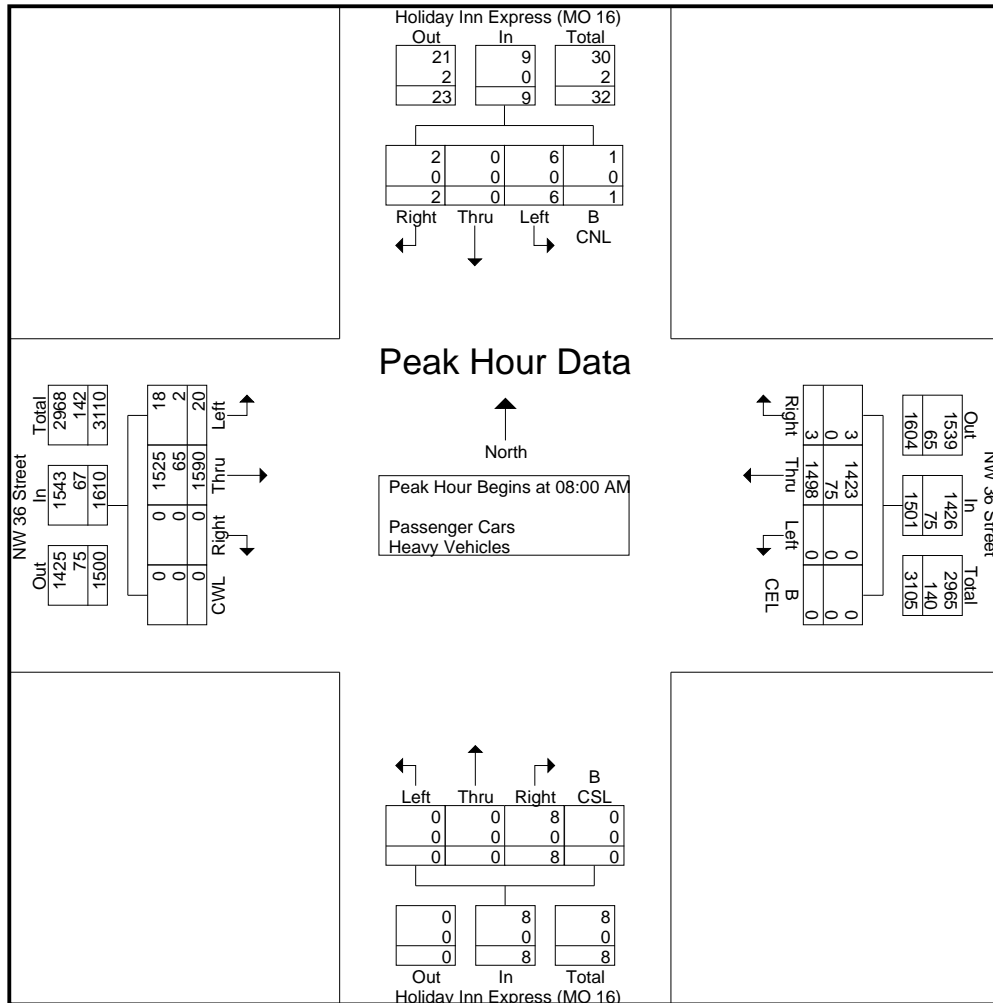 Holiday Inn Express (MO 16)
Out In Total
21 9 30
2 0 2
23 9 32
2 0 6 1
0 0 0 0
2 0 6 1
Right Thru Left B
CNL
Peak Hour Data
North
Peak Hour Begins at 08:00 AM
Passenger Cars
Heavy Vehicles
NW 36 Street
Out In Total
1425 1543 2968
75 67 142
1500 1610 3110
18 1525 0 0
2 65 0 0
20 1590 0 0
Left Thru Right CWL
NW 36 Street
Out In Total
1539 1426 2965
65 75 140
1604 1501 3105
3 1423 0 0
0 75 0 0
3 1498 0 0
Right Thru Left B
CEL
B
Left Thru Right CSL
0 0 8 0
0 0 0 0
0 0 8 0
0 8 8
0 0 0
0 8 8
Out In Total
Holiday Inn Express (MO 16)